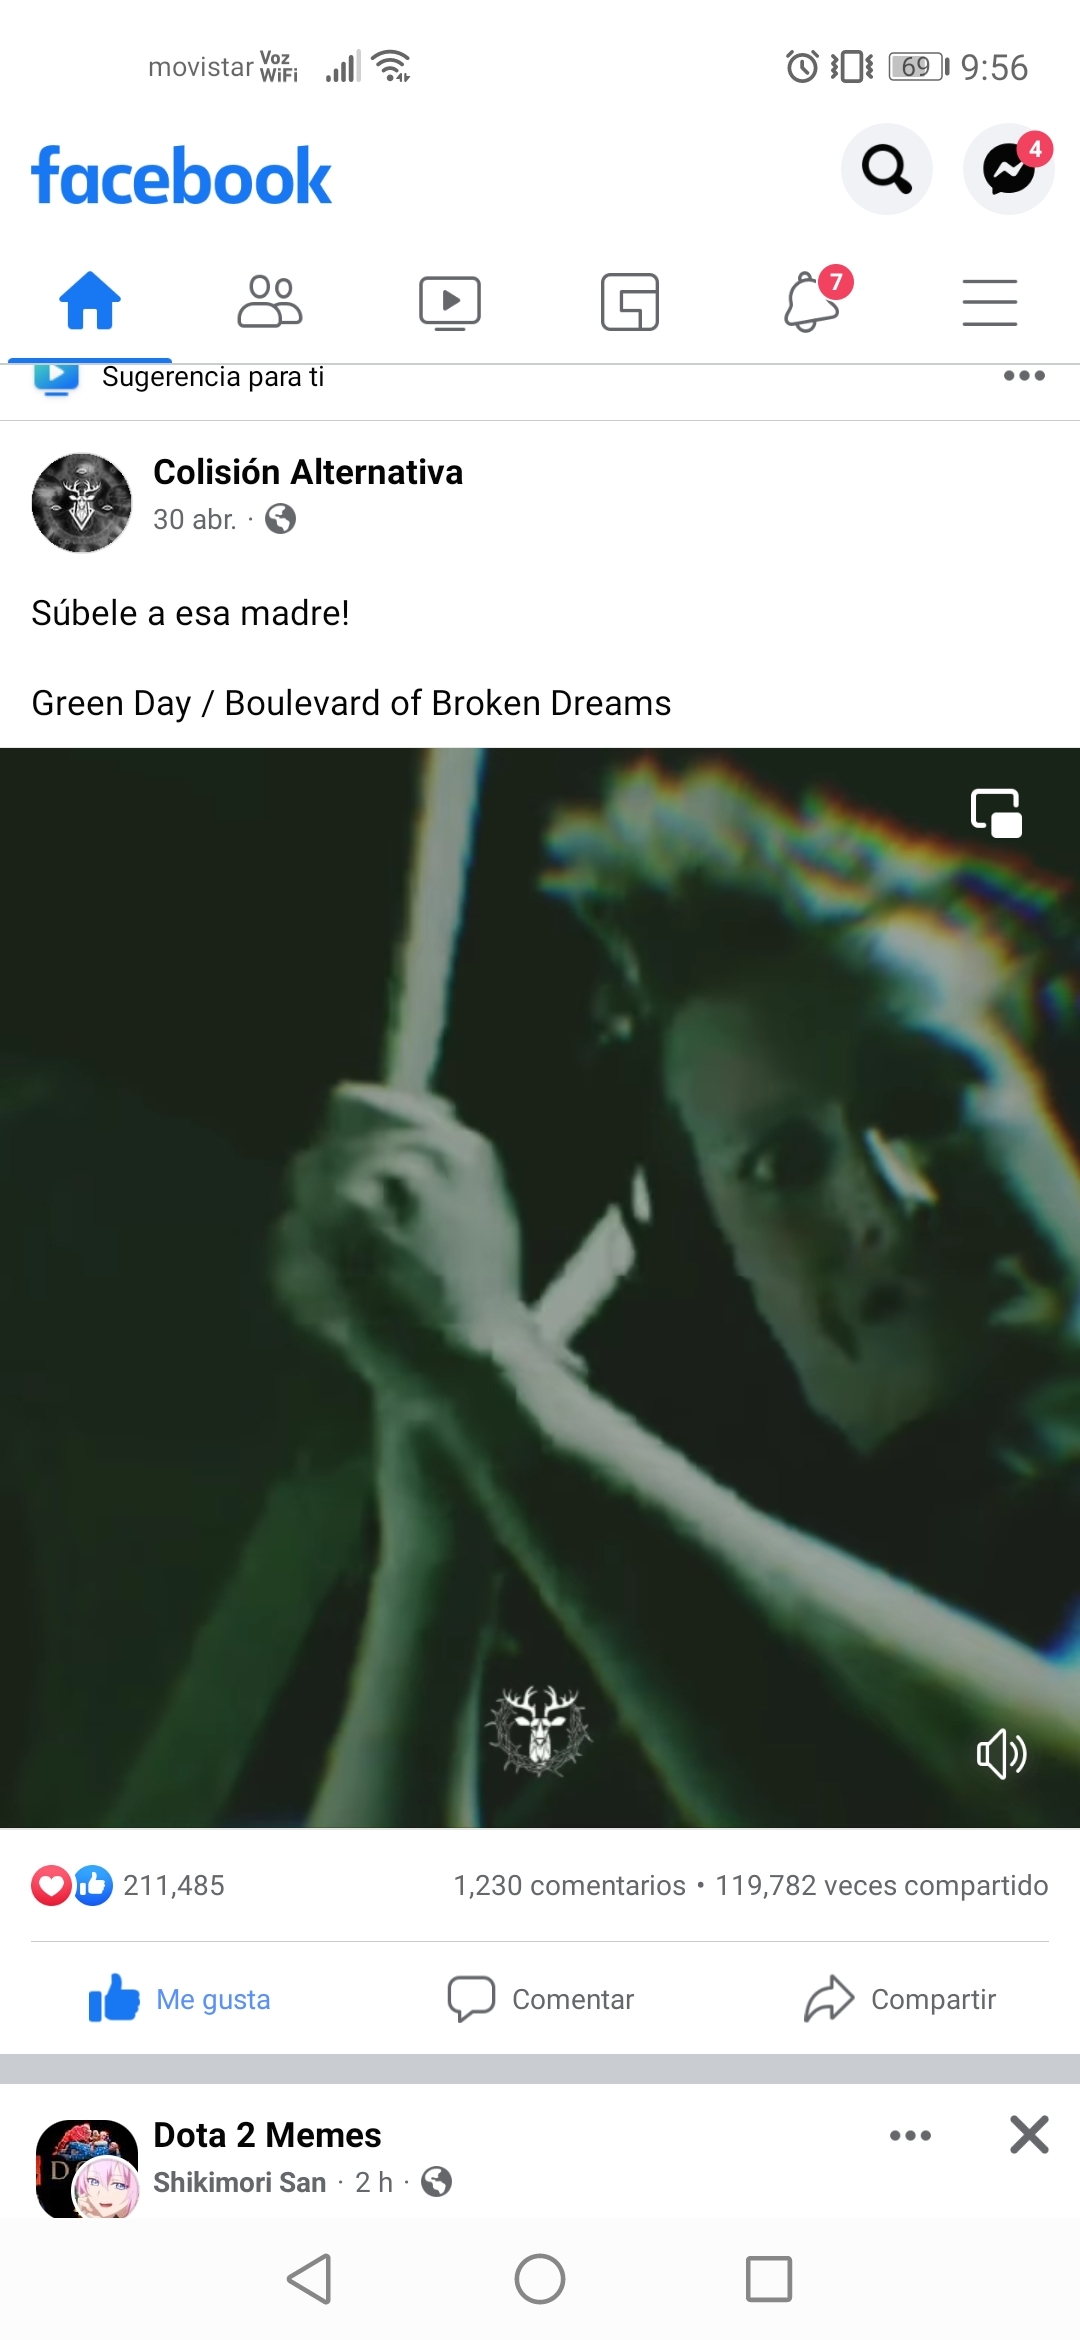 movistar Voz WiFi 69 9:56
facebook
4
7
Sugerencia para ti
Colisión Alternativa
30 abr. ·
Súbele a esa madre!
Green Day / Boulevard of Broken Dreams
211,485 1,230 comentarios • 119,782 veces compartido
Me gusta Comentar Compartir
Dota 2 Memes
Shikimori San · 2 h ·